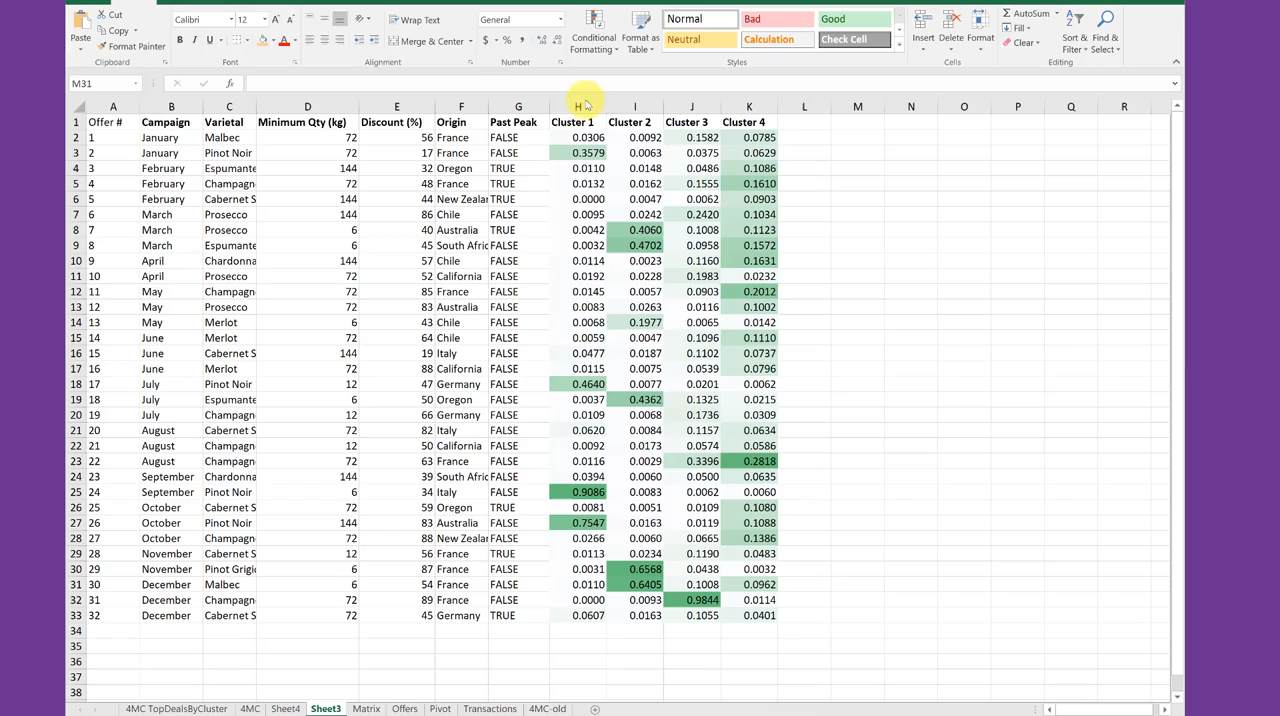 Cut
Copy
Format Painter
Paste
Clipboard
Calibri 12
B I U
Font
Wrap Text
Merge & Center
Alignment
General
$ % ,
Number
Conditional Formatting
Format as Table
Normal Bad Good
Neutral Calculation Check Cell
Styles
Insert Delete Format
Cells
AutoSum
Fill
Clear
Sort & Filter
Find & Select
Editing
M31 fx
A B C D E F G H I J K L M N O P Q R
1 Offer # Campaign Varietal Minimum Qty (kg) Discount (%) Origin Past Peak Cluster 1 Cluster 2 Cluster 3 Cluster 4
2 1 January Malbec 72 56 France FALSE 0.0306 0.0092 0.1582 0.0785
3 2 January Pinot Noir 72 17 France FALSE 0.3579 0.0063 0.0375 0.0629
4 3 February Espumante 144 32 Oregon TRUE 0.0110 0.0148 0.0486 0.1086
5 4 February Champagn 72 48 France TRUE 0.0132 0.0162 0.1555 0.1610
6 5 February Cabernet S 144 44 New Zealar TRUE 0.0000 0.0047 0.0062 0.0903
7 6 March Prosecco 144 86 Chile FALSE 0.0095 0.0242 0.2420 0.1034
8 7 March Prosecco 6 40 Australia TRUE 0.0042 0.4060 0.1008 0.1123
9 8 March Espumante 6 45 South Afric FALSE 0.0032 0.4702 0.0958 0.1572
10 9 April Chardonna 144 57 Chile FALSE 0.0114 0.0023 0.1160 0.1631
11 10 April Prosecco 72 52 California FALSE 0.0192 0.0228 0.1983 0.0232
12 11 May Champagn 72 85 France FALSE 0.0145 0.0057 0.0903 0.2012
13 12 May Prosecco 72 83 Australia FALSE 0.0083 0.0263 0.0116 0.1002
14 13 May Merlot 6 43 Chile FALSE 0.0068 0.1977 0.0065 0.0142
15 14 June Merlot 72 64 Chile FALSE 0.0059 0.0047 0.1096 0.1110
16 15 June Cabernet S 144 19 Italy FALSE 0.0477 0.0187 0.1102 0.0737
17 16 June Merlot 72 88 California FALSE 0.0115 0.0075 0.0539 0.0796
18 17 July Pinot Noir 12 47 Germany FALSE 0.4640 0.0077 0.0201 0.0062
19 18 July Espumante 6 50 Oregon FALSE 0.0037 0.4362 0.1325 0.0215
20 19 July Champagn 12 66 Germany FALSE 0.0109 0.0068 0.1736 0.0309
21 20 August Cabernet S 72 82 Italy FALSE 0.0620 0.0084 0.1157 0.0634
22 21 August Champagn 12 50 California FALSE 0.0092 0.0173 0.0574 0.0586
23 22 August Champagn 72 63 France FALSE 0.0116 0.0029 0.3396 0.2818
24 23 September Chardonna 144 39 South Afric FALSE 0.0394 0.0060 0.0500 0.0635
25 24 September Pinot Noir 6 34 Italy FALSE 0.9086 0.0083 0.0062 0.0060
26 25 October Cabernet S 72 59 Oregon TRUE 0.0081 0.0051 0.0109 0.1080
27 26 October Pinot Noir 144 83 Australia FALSE 0.7547 0.0163 0.0119 0.1088
28 27 October Champagn 72 88 New Zealar FALSE 0.0266 0.0060 0.0665 0.1386
29 28 November Cabernet S 12 56 France TRUE 0.0113 0.0234 0.1190 0.0483
30 29 November Pinot Grigi 6 87 France FALSE 0.0031 0.6568 0.0438 0.0032
31 30 December Malbec 6 54 France FALSE 0.0110 0.6405 0.1008 0.0962
32 31 December Champagn 72 89 France FALSE 0.0000 0.0093 0.9844 0.0114
33 32 December Cabernet S 72 45 Germany TRUE 0.0607 0.0163 0.1055 0.0401
34
35
36
37
38
4MC TopDealsByCluster 4MC Sheet4 Sheet3 Matrix Offers Pivot Transactions 4MC-old